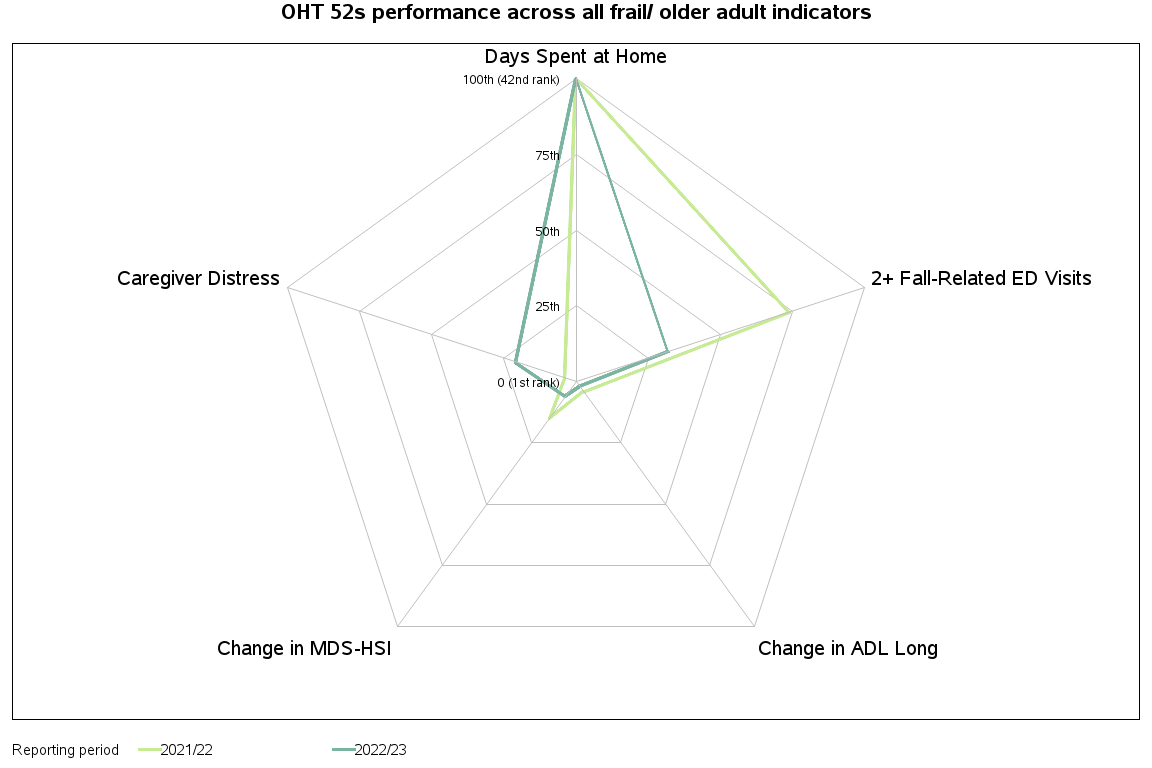 OHT 52s performance across all frail/ older adult indicators
Days Spent at Home
100th (42nd rank)
75th
50th
25th
0 (1st rank)
Caregiver Distress
2+ Fall-Related ED Visits
Change in MDS-HSI
Change in ADL Long
Reporting period 2021/22 2022/23